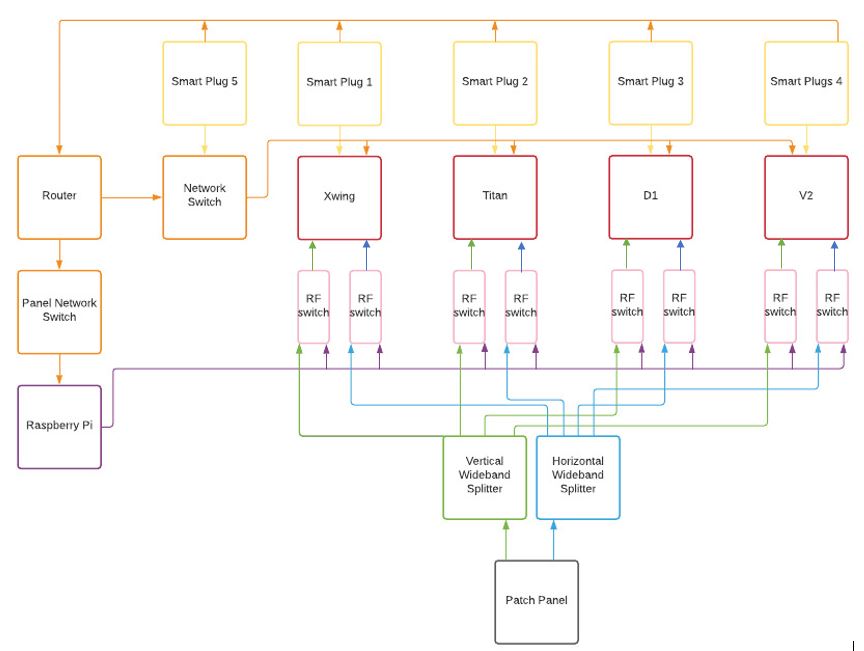 Smart Plug 5
Smart Plug 1
Smart Plug 2
Smart Plug 3
Smart Plugs 4
Router
Network
Switch
Xwing
Titan
D1
V2
Panel Network
Switch
RF
switch
RF
switch
RF
switch
RF
switch
RF
switch
RF
switch
RF
switch
RF
switch
Raspberry Pi
Vertical
Wideband
Splitter
Horizontal
Wideband
Splitter
Patch Panel